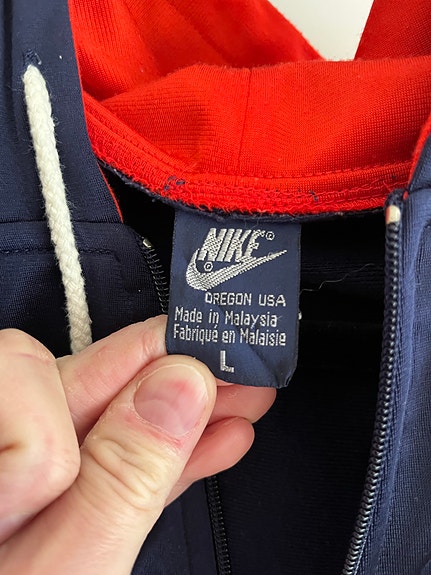 NIKE®
©
OREGON USA
Made in Malaysia
Fabriqué en Malaisie
L